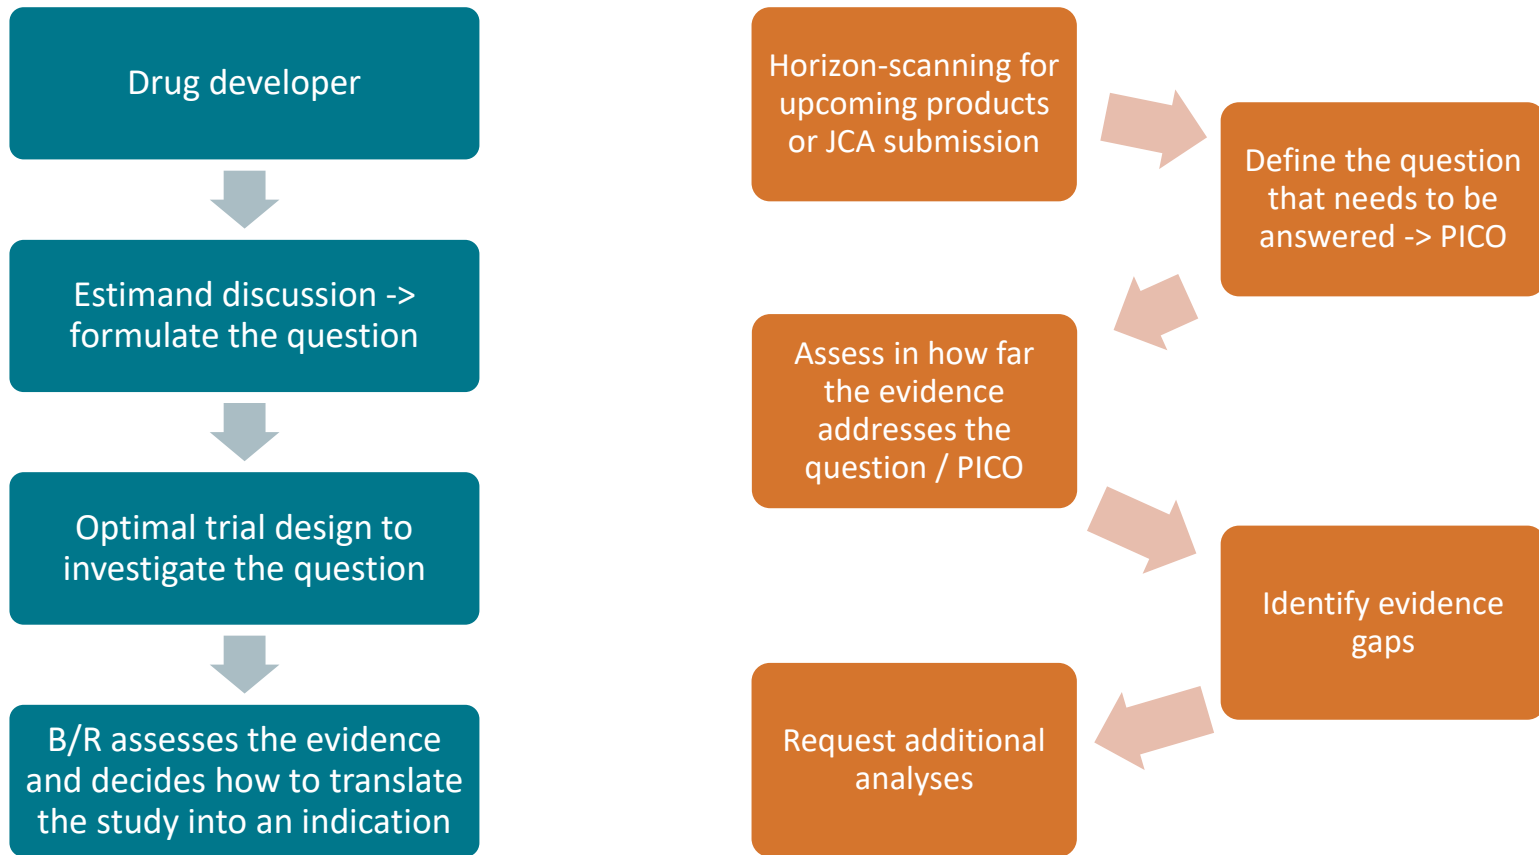 Drug developer
Estimand discussion ->
formulate the question
Optimal trial design to
investigate the question
B/R assesses the evidence
and decides how to translate
the study into an indication
Horizon-scanning for
upcoming products
or JCA submission
Define the question
that needs to be
answered -> PICO
Assess in how far
the evidence
addresses the
question / PICO
Identify evidence
gaps
Request additional
analyses